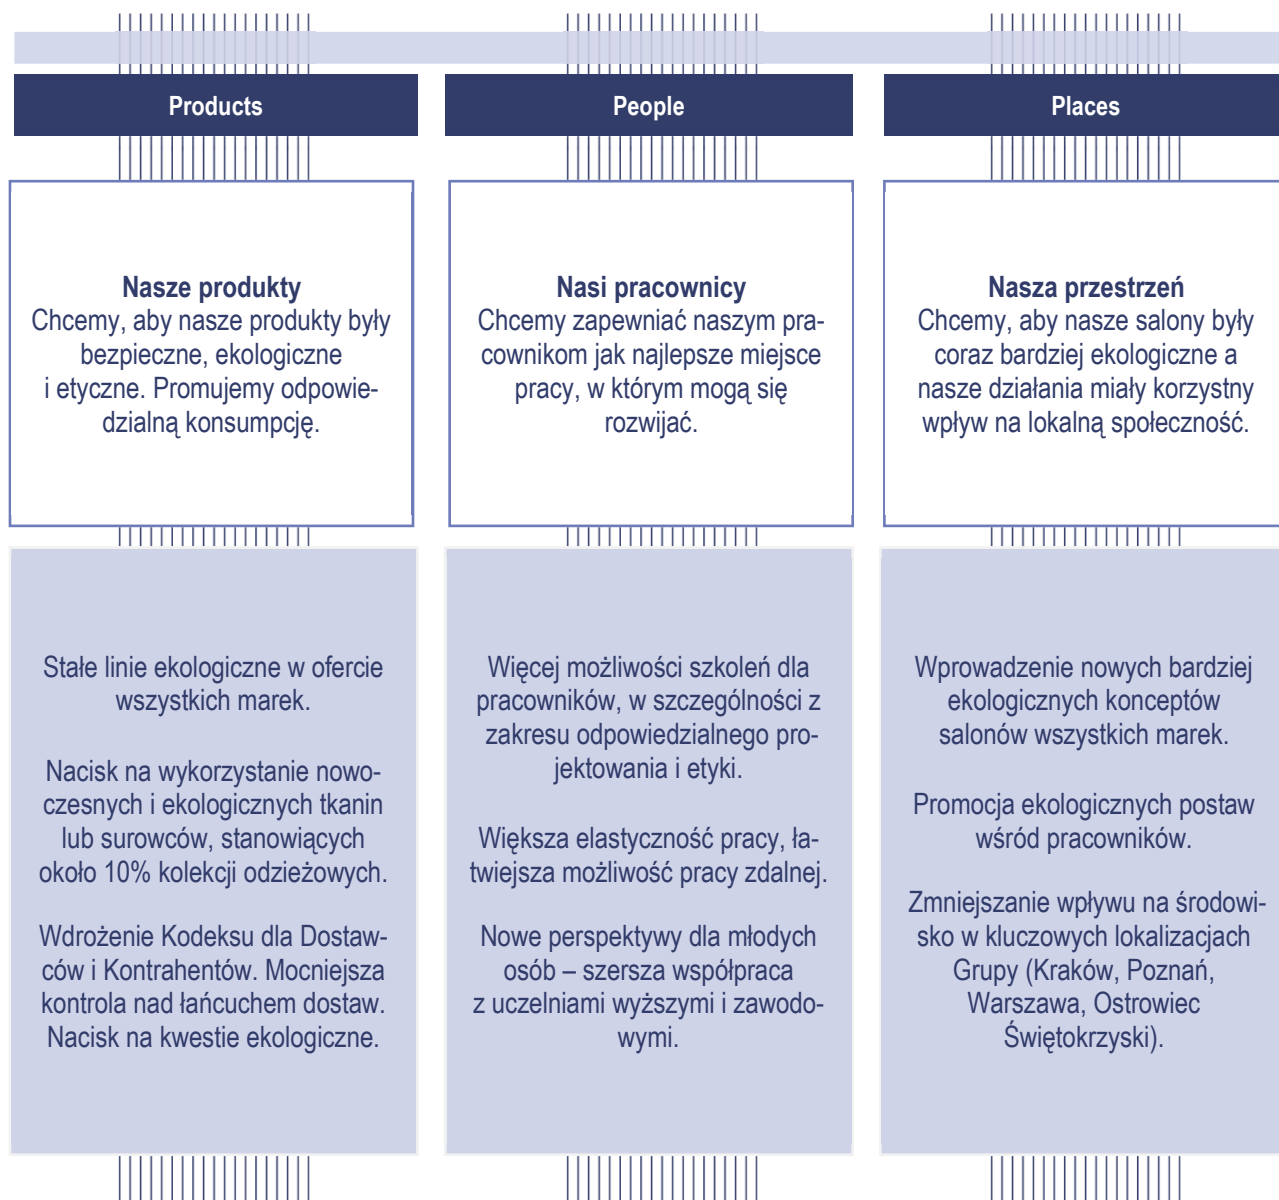 Products
People
Places
Nasze produkty
Chcemy, aby nasze produkty były
bezpieczne, ekologiczne
i etyczne. Promujemy odpowie-
dzialną konsumpcję.
Nasi pracownicy
Chcemy zapewniać naszym pra-
cownikom jak najlepsze miejsce
pracy, w którym mogą się
rozwijać.
Nasza przestrzeń
Chcemy, aby nasze salony były
coraz bardziej ekologiczne a
nasze działania miały korzystny
wpływ na lokalną społeczność.
Stałe linie ekologiczne w ofercie
wszystkich marek.
Nacisk na wykorzystanie nowo-
czesnych i ekologicznych tkanin
lub surowców, stanowiących
około 10% kolekcji odzieżowych.
Wdrożenie Kodeksu dla Dostaw-
ców i Kontrahentów. Mocniejsza
kontrola nad łańcuchem dostaw.
Nacisk na kwestie ekologiczne.
Więcej możliwości szkoleń dla
pracowników, w szczególności z
zakresu odpowiedzialnego pro-
jektowania i etyki.
Większa elastyczność pracy, ła-
twiejsza możliwość pracy zdalnej.
Nowe perspektywy dla młodych
osób – szersza współpraca
z uczelniami wyższymi i zawodo-
wymi.
Wprowadzenie nowych bardziej
ekologicznych konceptów
salonów wszystkich marek.
Promocja ekologicznych postaw
wśród pracowników.
Zmniejszanie wpływu na środowi-
sko w kluczowych lokalizacjach
Grupy (Kraków, Poznań,
Warszawa, Ostrowiec
Świętokrzyski).